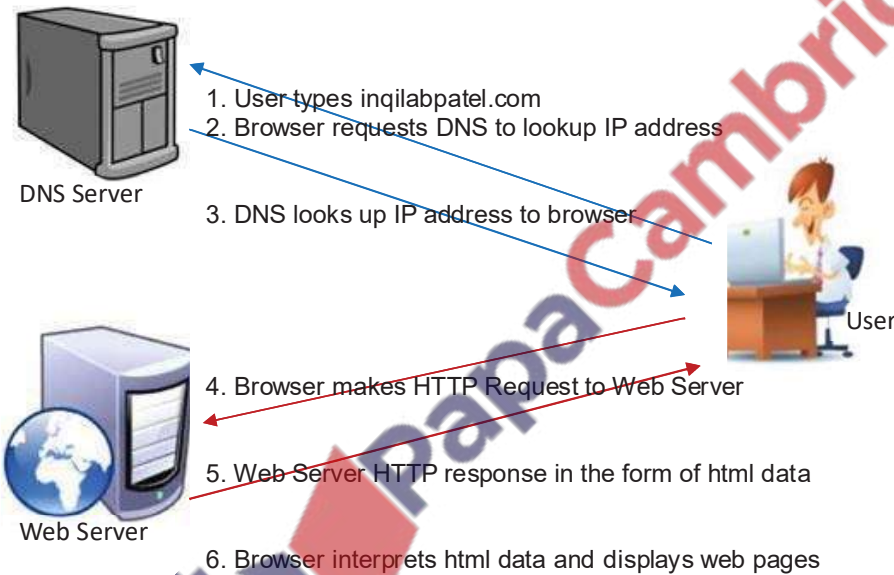 1. User types inqilabpatel.com
2. Browser requests DNS to lookup IP address
DNS Server
3. DNS looks up IP address to browser
User
4. Browser makes HTTP Request to Web Server
5. Web Server HTTP response in the form of html data
Web Server
6. Browser interprets html data and displays web pages
PapaCambri